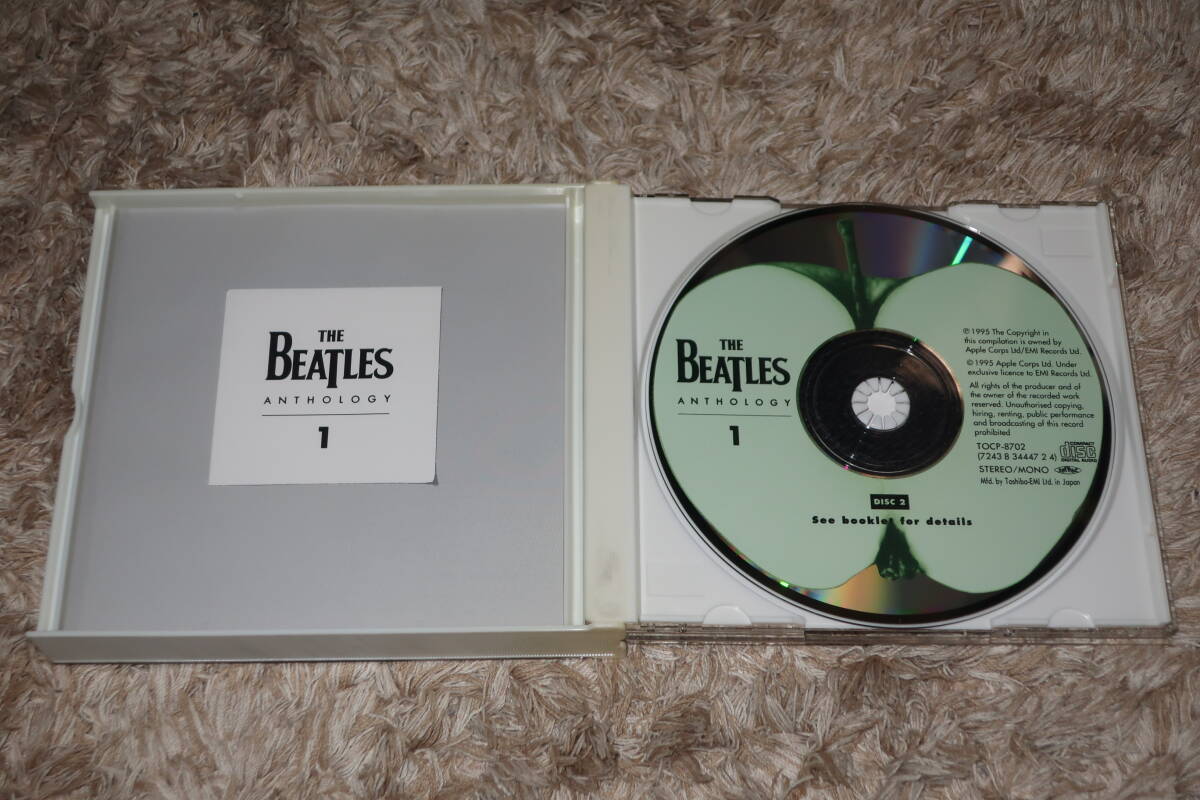 THE
BEATLES
ANTHOLOGY
1
THE
BEATLES
ANTHOLOGY
1
℗ 1995 The Copyright in
this compilation is owned by
Apple Corps Ltd/EMI Records Ltd.
© 1995 Apple Corps Ltd. Under
exclusive licence to EMI Records Ltd
All rights of the producer and of
the owner of the recorded work
reserved. Unauthorised copying,
hiring, renting, public performance
and broadcasting of this record
prohibited
TOCP-8702
(7243 8 34447 2 4)
COMPACT
disc
DIGITAL AUDIO
STEREO/MONO
Mfd. by Toshiba-EMI Ltd. in Japan
DISC 2
See booklet for details